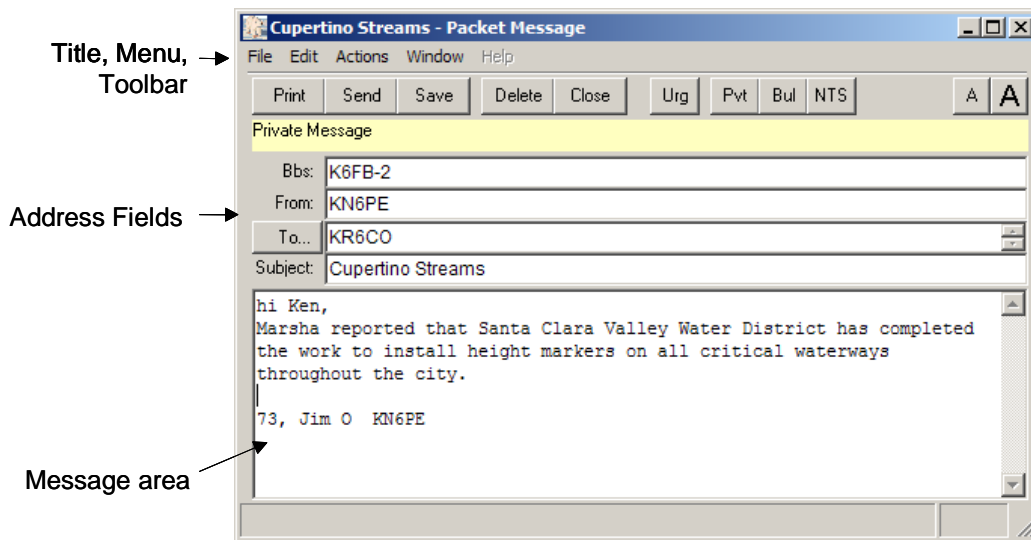 Cupertino Streams - Packet Message
Title, Menu,
Toolbar
File Edit Actions Window Help
Print Send Save Delete Close Urg Pvt Bul NTS A A
Private Message
Bbs: K6FB-2
From: KN6PE
Address Fields
To... KR6CO
Subject: Cupertino Streams
hi Ken,
Marsha reported that Santa Clara Valley Water District has completed
the work to install height markers on all critical waterways
throughout the city.
73, Jim O KN6PE
Message area